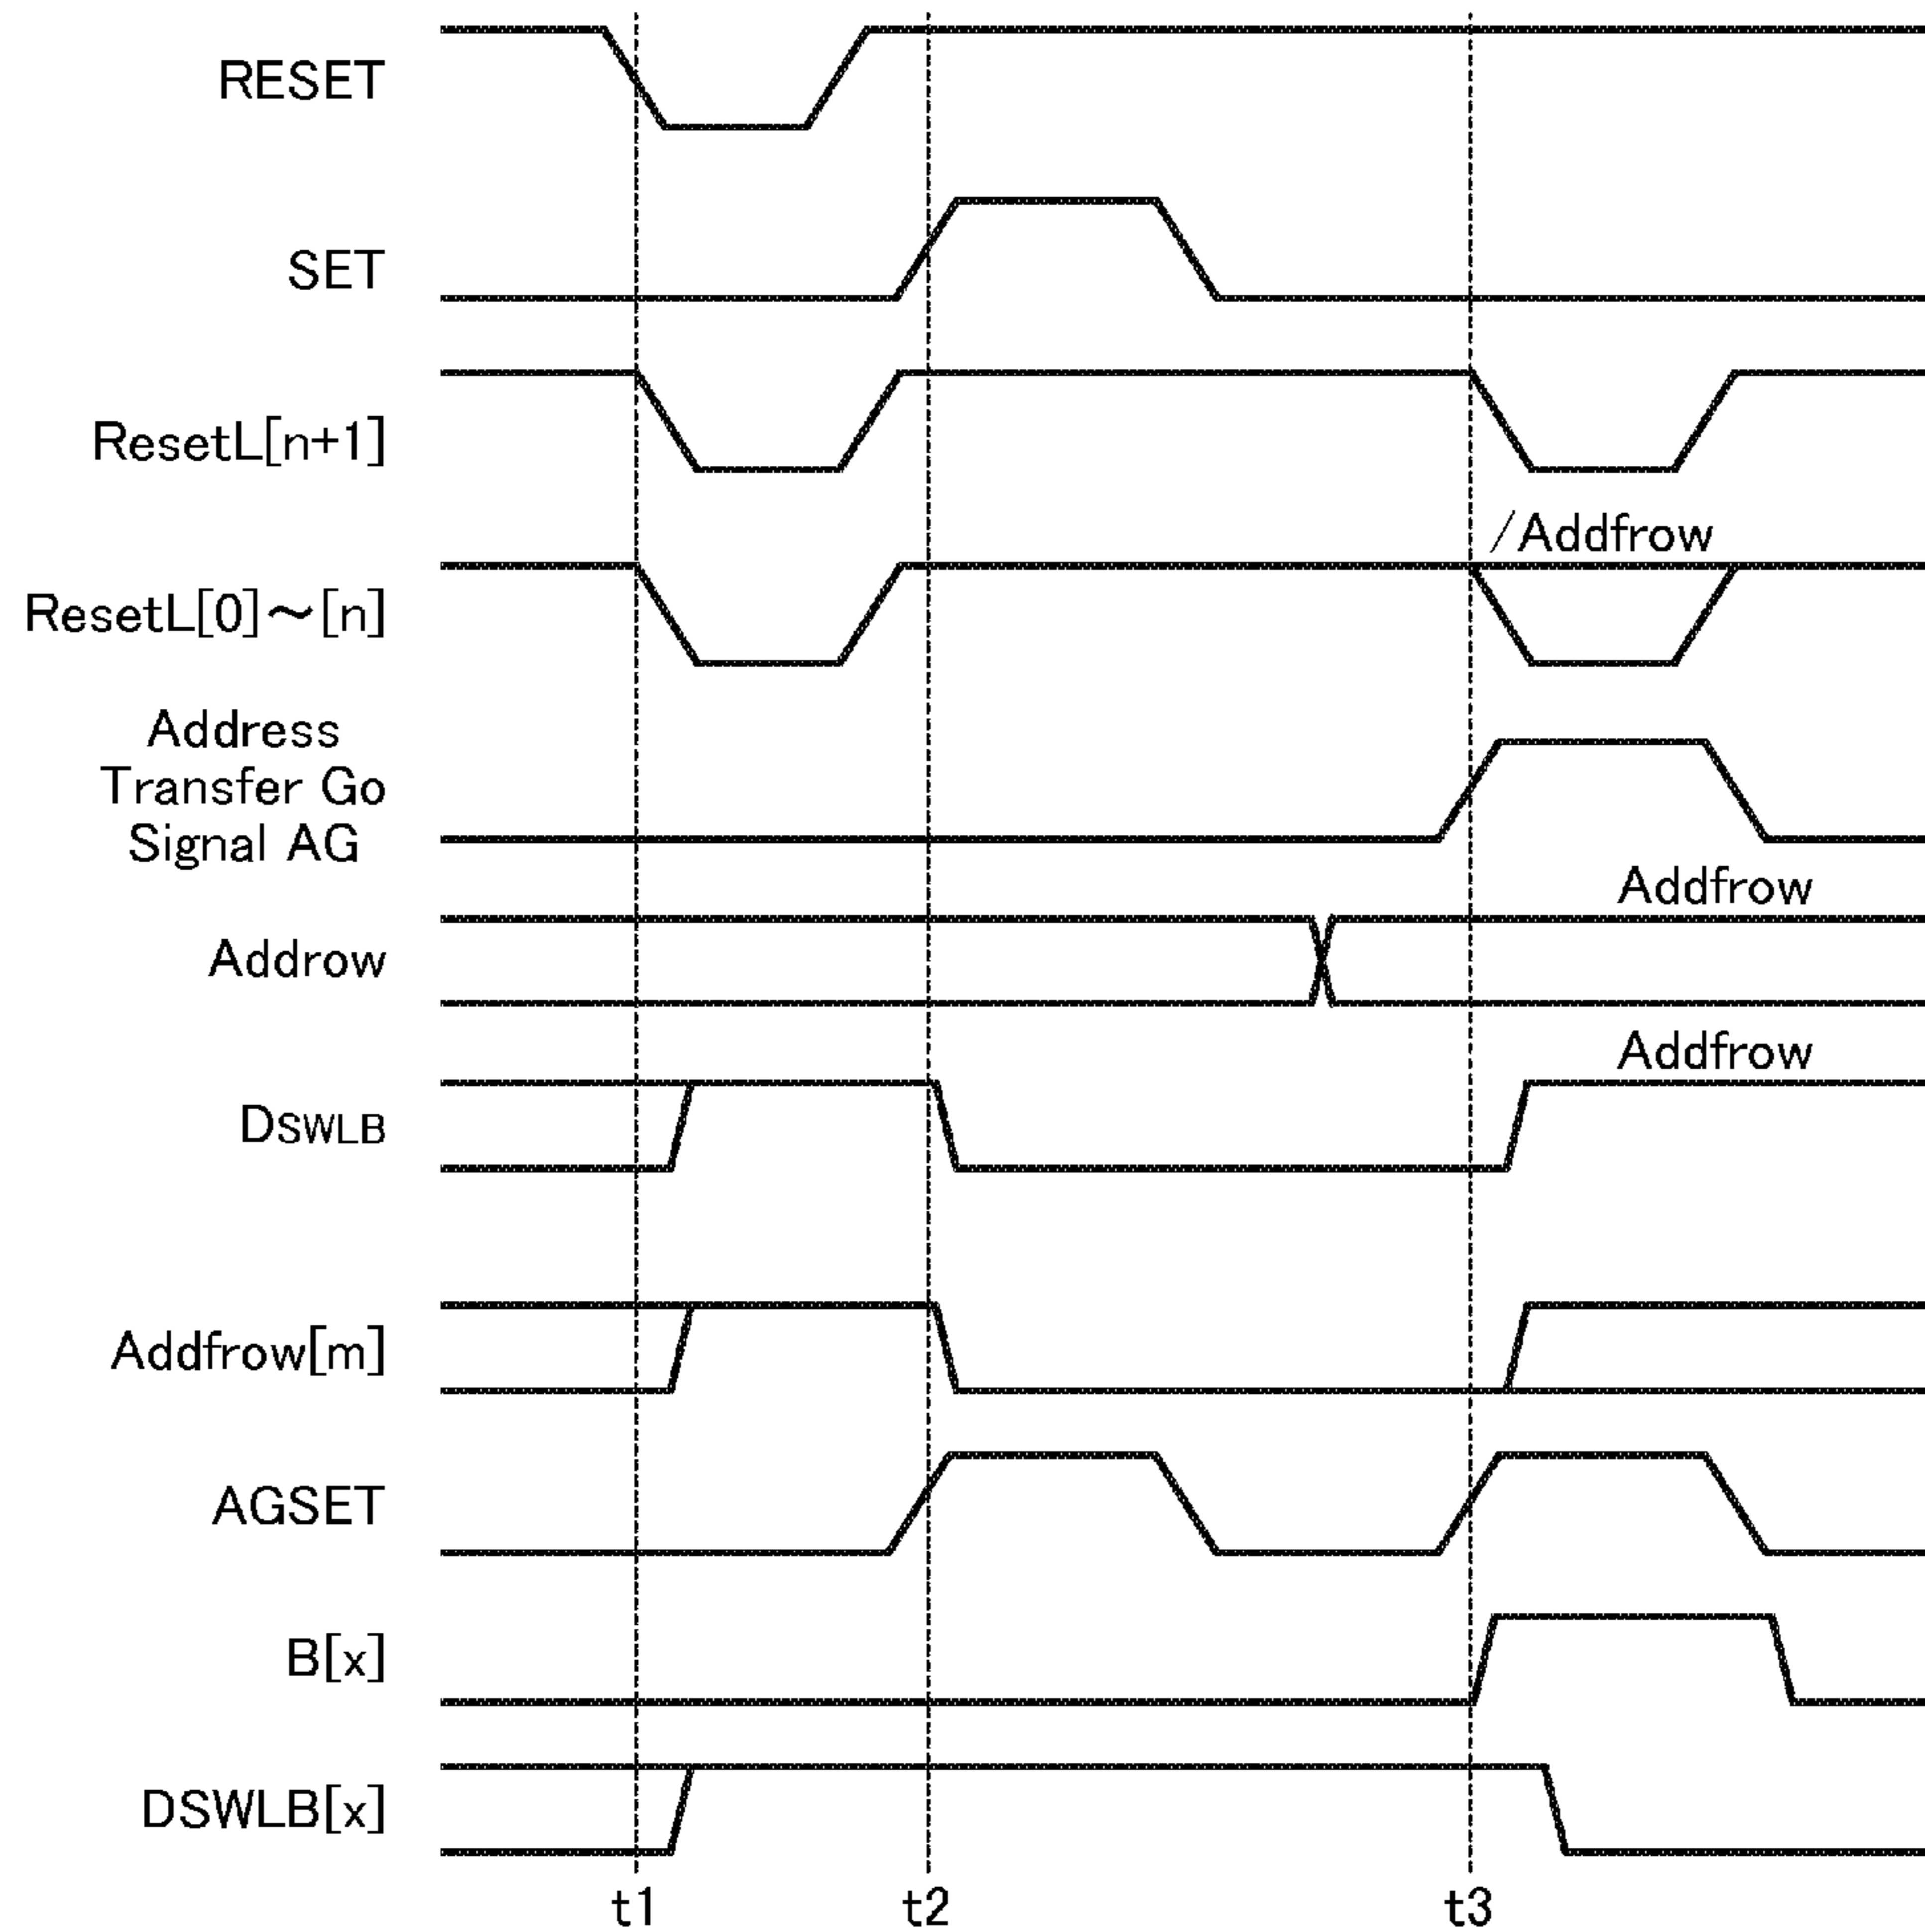 RESET
SET
ResetL[n+1]
/Addfrow
ResetL[0]～[n]
Address
Transfer Go
Signal AG
Addfrow
Addrow
Addfrow
DSWLB
Addfrow[m]
AGSET
B[x]
DSWLB[x]
t1 t2 t3